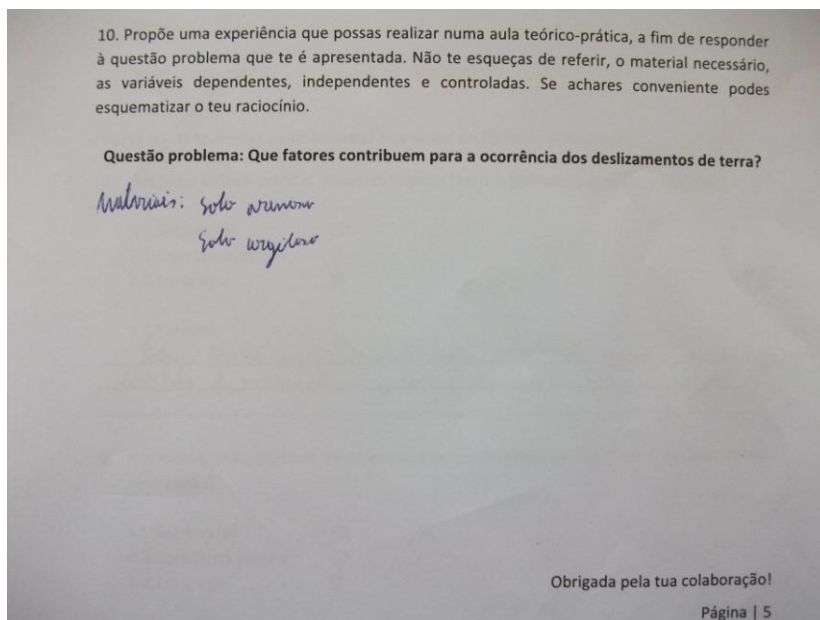 10. Propõe uma experiência que possas realizar numa aula teórico-prática, a fim de responder
à questão problema que te é apresentada. Não te esqueças de referir, o material necessário,
as variáveis dependentes, independentes e controladas. Se achares conveniente podes
esquematizar o teu raciocínio.
Questão problema: Que fatores contribuem para a ocorrência dos deslizamentos de terra?
Materiais: solo arenoso
solo argiloso
Obrigada pela tua colaboração!
Página | 5